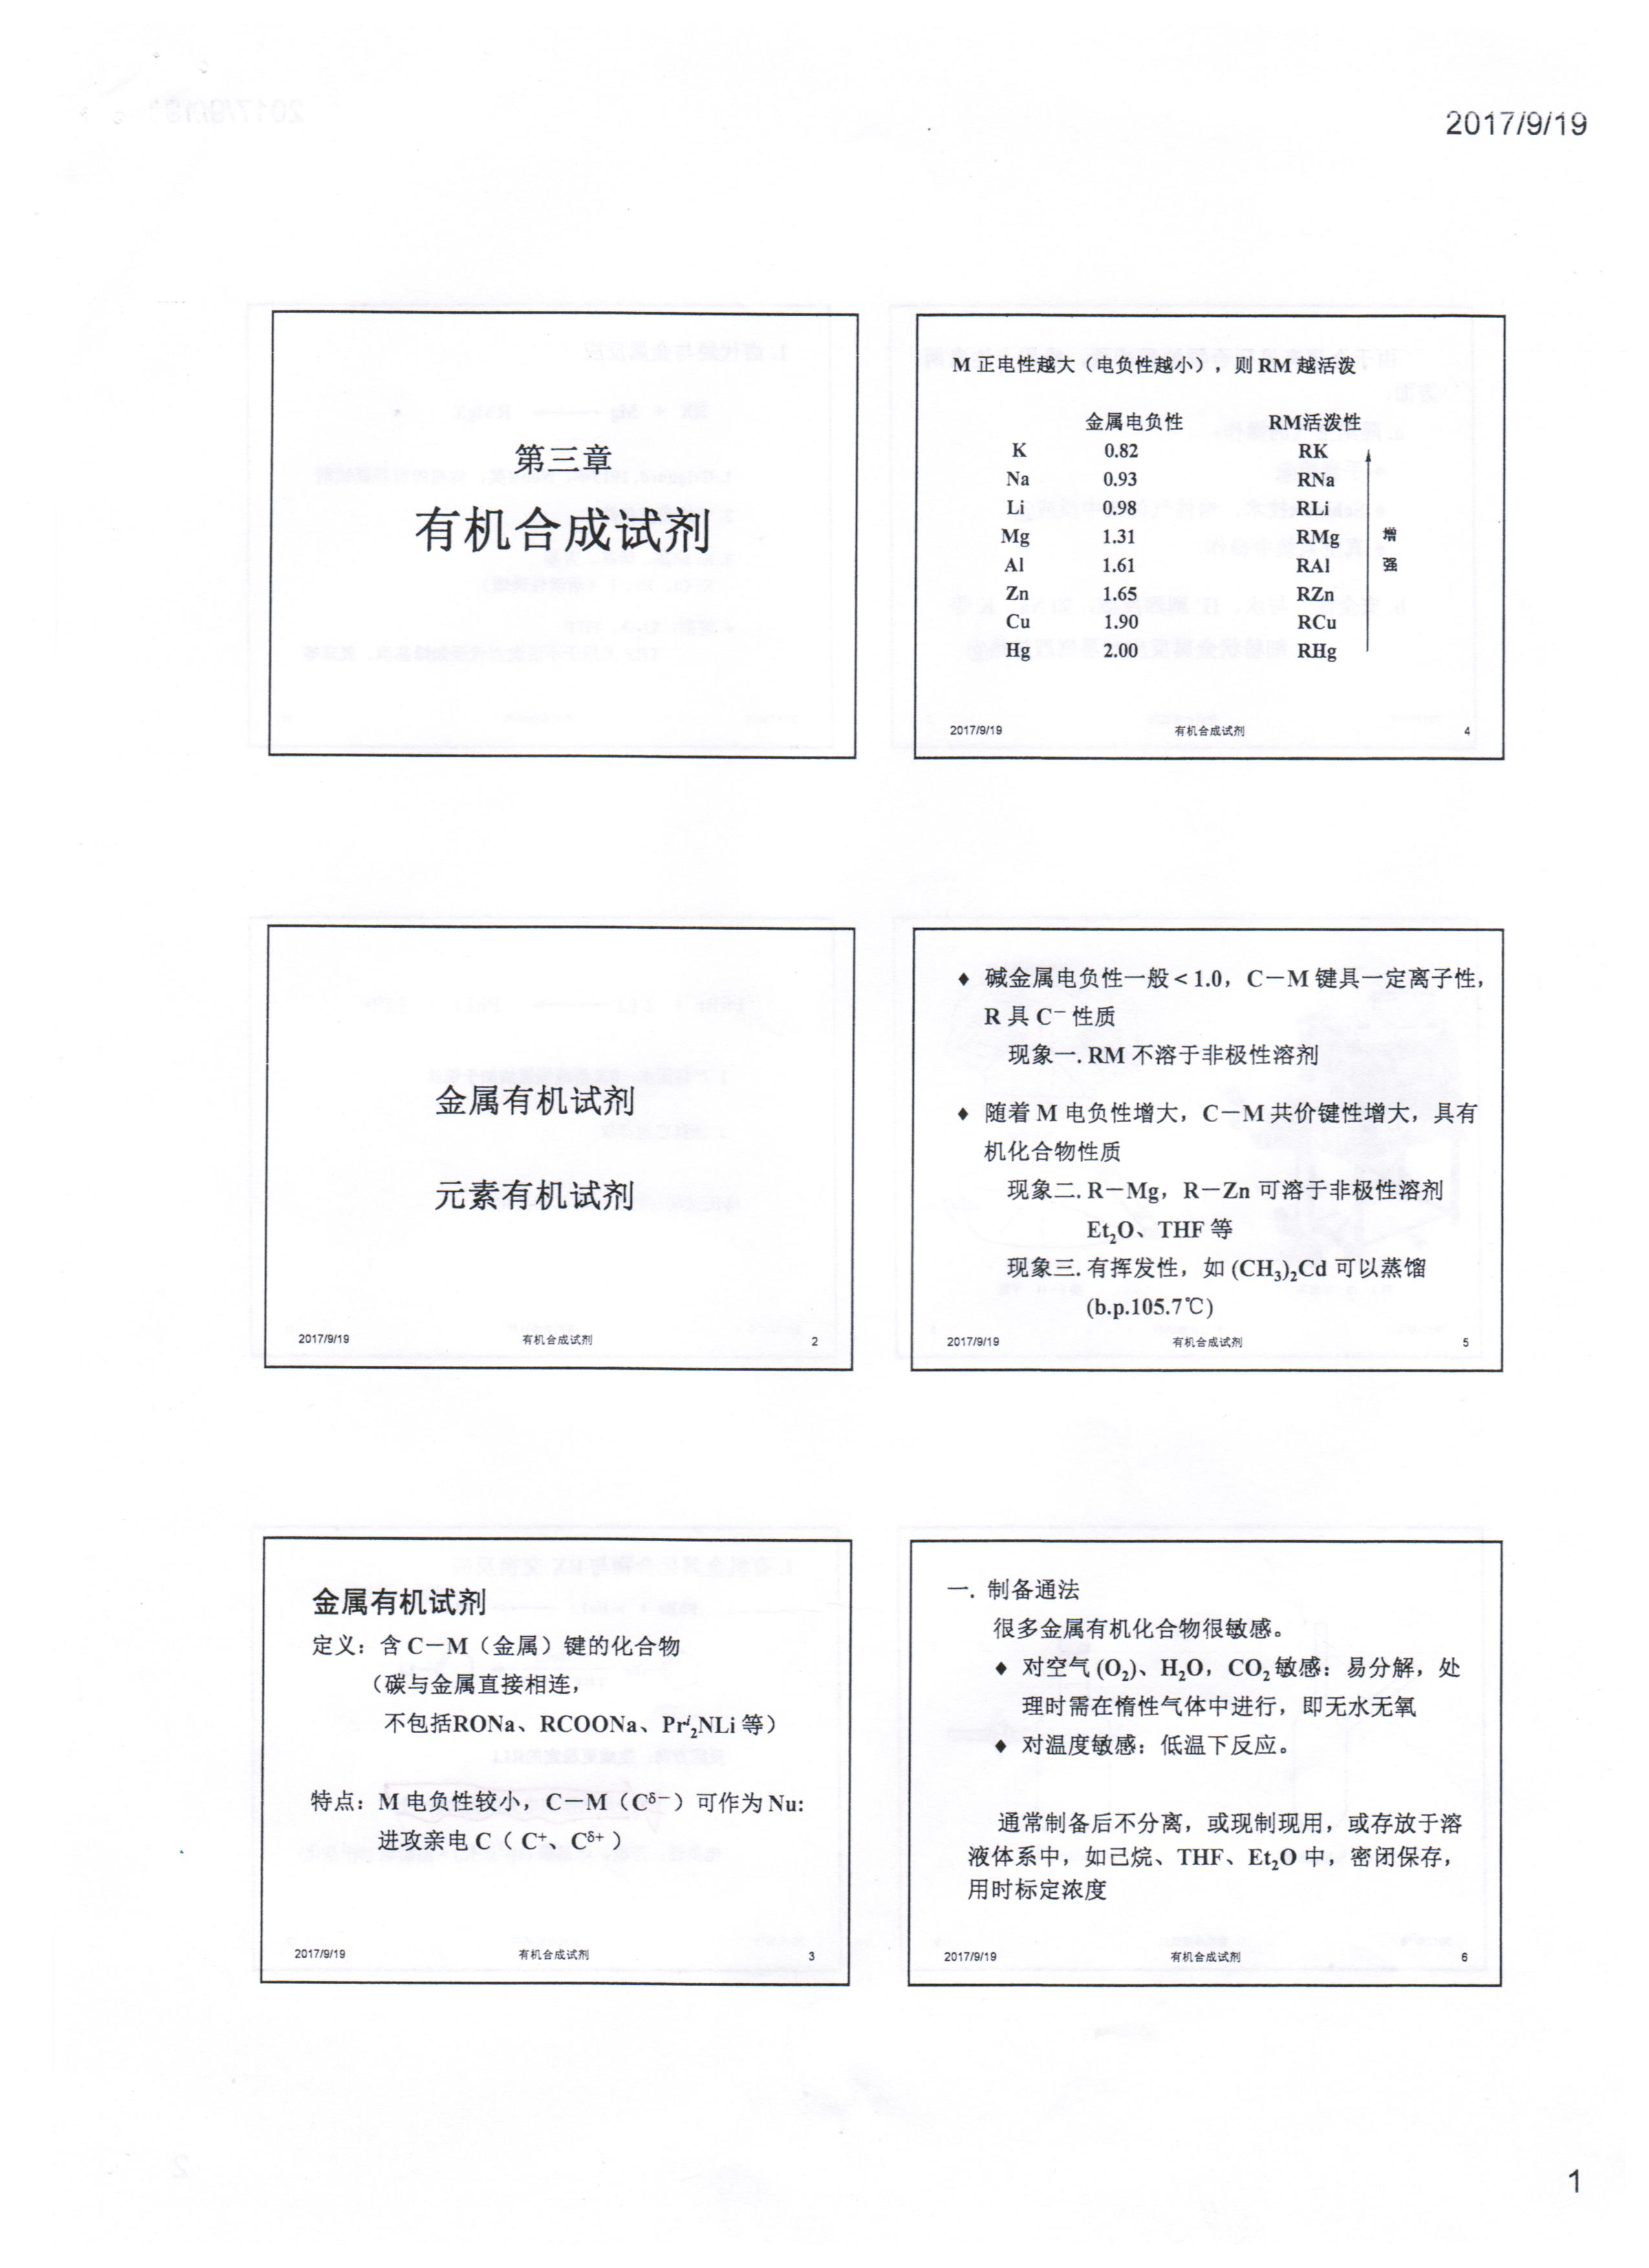 2017/9/19
第三章
有机合成试剂
金属有机试剂
元素有机试剂
2017/9/19 有机合成试剂 2
金属有机试剂
定义：含 C－M（金属）键的化合物
（碳与金属直接相连，
不包括RONa、RCOONa、Prⁱ₂NLi 等）
特点：M 电负性较小，C－M（Cδ⁻）可作为 Nu:
进攻亲电 C（ C⁺、Cδ⁺ ）
2017/9/19 有机合成试剂 3
M 正电性越大（电负性越小），则 RM 越活泼
金属电负性 RM活泼性
K 0.82 RK
Na 0.93 RNa
Li 0.98 RLi
Mg 1.31 RMg 增
Al 1.61 RAl 强
Zn 1.65 RZn
Cu 1.90 RCu
Hg 2.00 RHg
2017/9/19 有机合成试剂 4
♦ 碱金属电负性一般＜1.0，C－M 键具一定离子性，
R 具 C⁻ 性质
现象一. RM 不溶于非极性溶剂
♦ 随着 M 电负性增大，C－M 共价键性增大，具有
机化合物性质
现象二. R－Mg，R－Zn 可溶于非极性溶剂
Et₂O、THF 等
现象三. 有挥发性，如 (CH₃)₂Cd 可以蒸馏
(b.p.105.7℃)
2017/9/19 有机合成试剂 5
一. 制备通法
很多金属有机化合物很敏感。
♦ 对空气 (O₂)、H₂O，CO₂ 敏感：易分解，处
理时需在惰性气体中进行，即无水无氧
♦ 对温度敏感：低温下反应。
通常制备后不分离，或现制现用，或存放于溶
液体系中，如己烷、THF、Et₂O 中，密闭保存，
用时标定浓度
2017/9/19 有机合成试剂 6
1